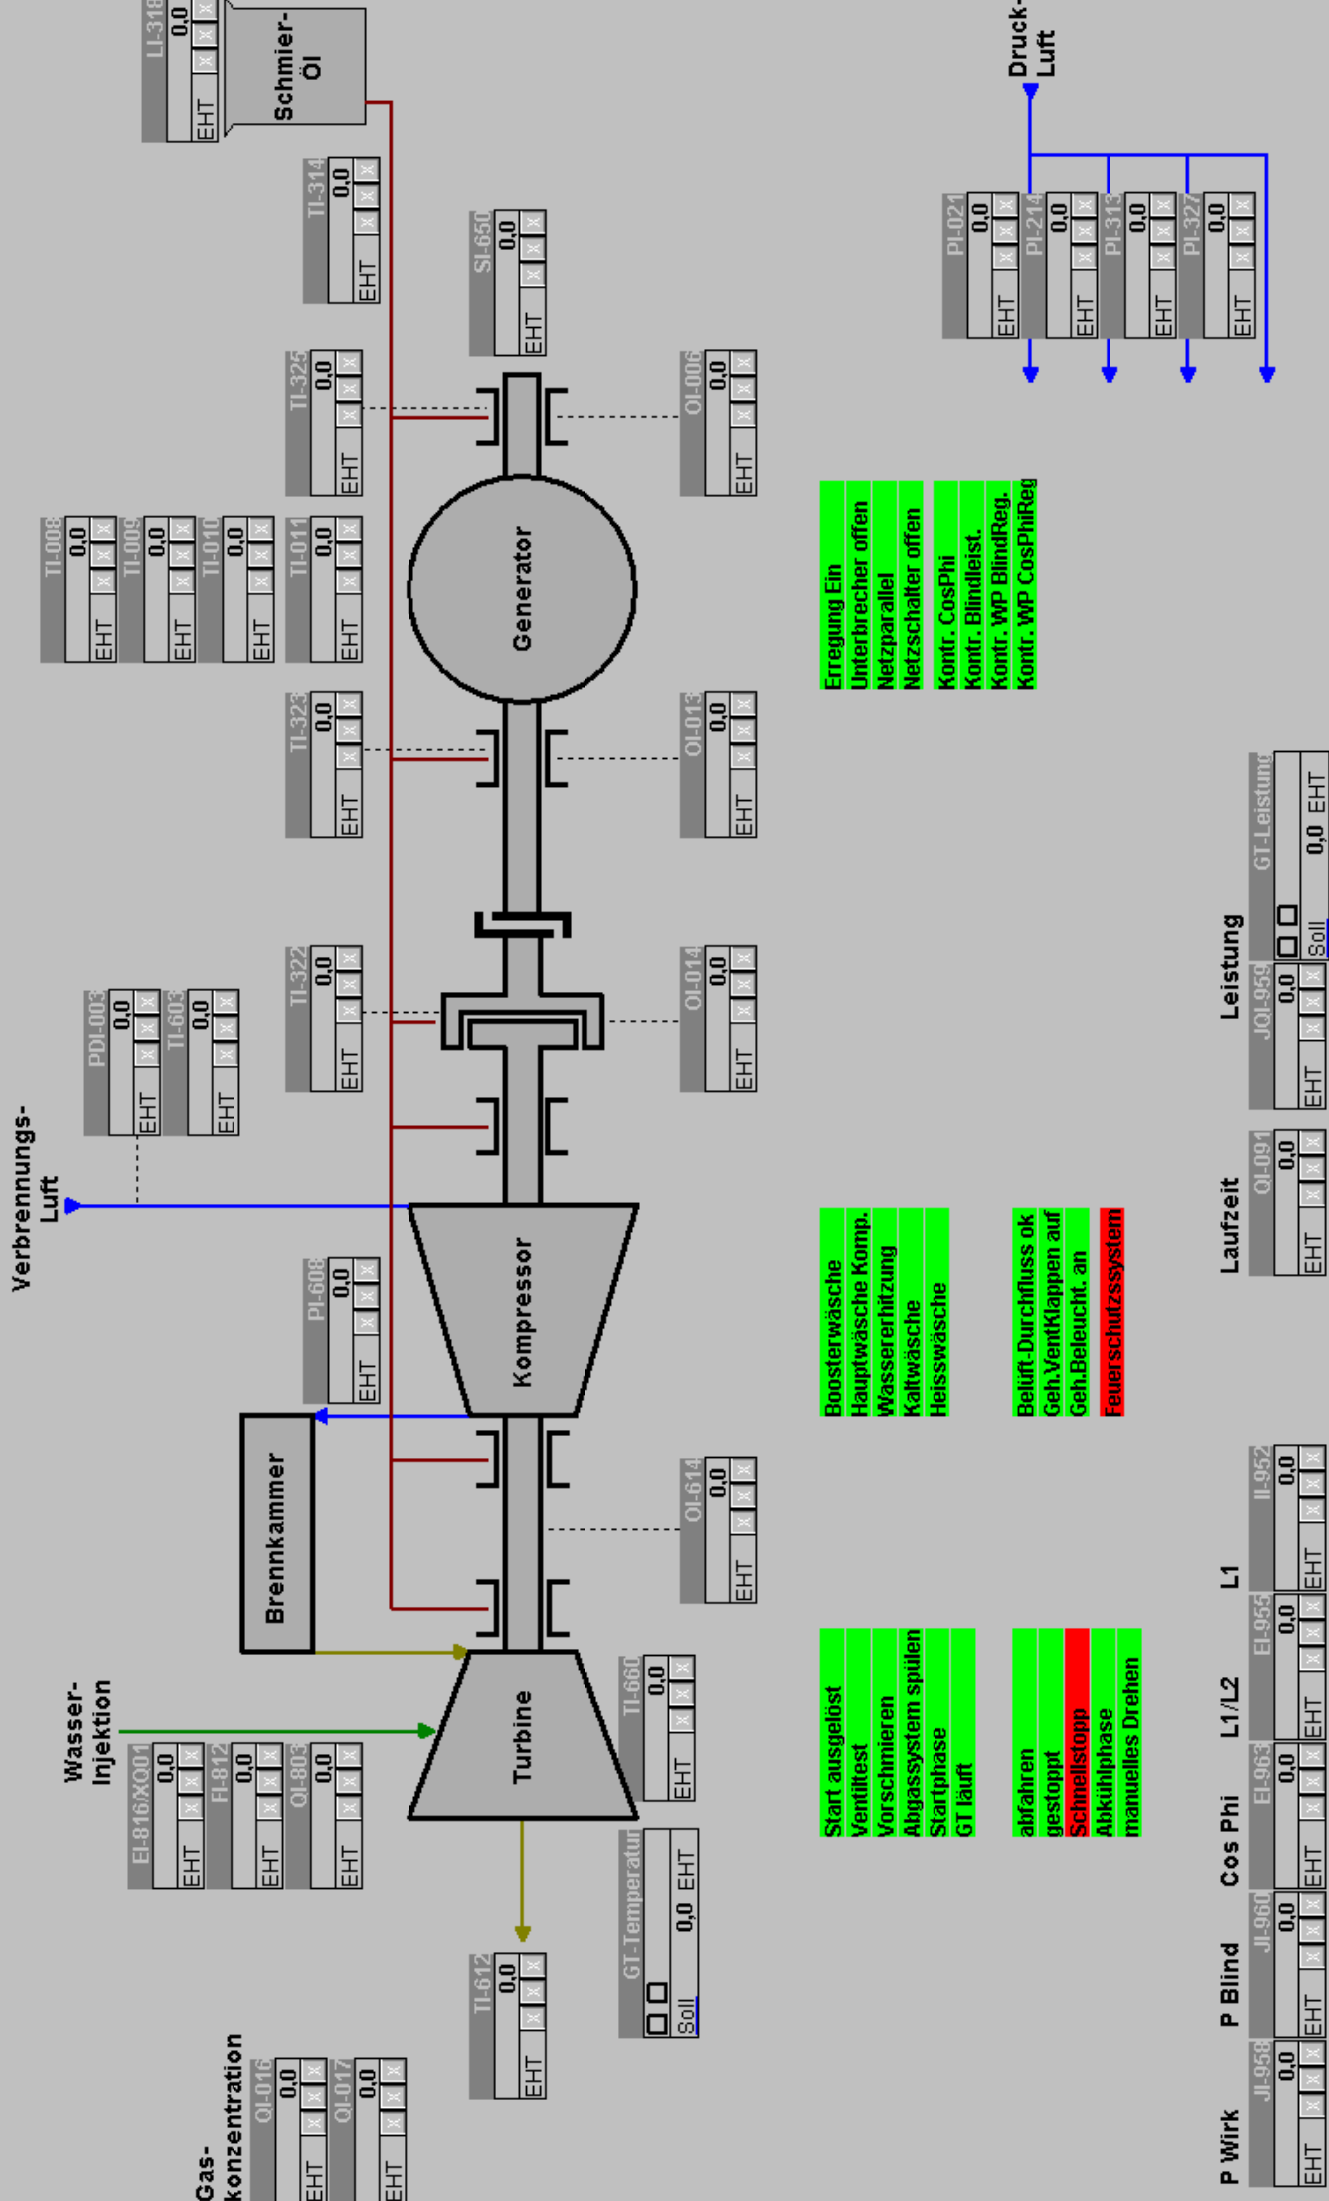 Verbrennungs-
Luft
Wasser-
Injektion
Gas-
konzentration
QI-016
0,0
EHT X X X
QI-017
0,0
EHT X X X
EI-816XQ01
0,0
EHT X X X
FI-812
0,0
EHT X X X
QI-803
0,0
EHT X X X
PDI-003
0,0
EHT X X X
TI-603
0,0
EHT X X X
TI-008
0,0
EHT X X X
TI-009
0,0
EHT X X X
TI-010
0,0
EHT X X X
TI-011
0,0
EHT X X X
LI-318
0,0
EHT X X X
Schmier-
Öl
Brennkammer
PI-608
0,0
EHT X X X
TI-322
0,0
EHT X X X
TI-323
0,0
EHT X X X
TI-325
0,0
EHT X X X
TI-314
0,0
EHT X X X
TI-612
0,0
EHT X X X
Turbine
Kompressor
Generator
SI-650
0,0
EHT X X X
GT-Temperatur
Soll 0,0 EHT
TI-660
0,0
EHT X X X
OI-614
0,0
EHT X X X
OI-014
0,0
EHT X X X
OI-013
0,0
EHT X X X
OI-006
0,0
EHT X X X
Start ausgelöst
Ventiltest
Vorschmieren
Abgassystem spülen
Startphase
GT läuft
abfahren
gestoppt
Schnellstopp
Abkühlphase
manuelles Drehen
Boosterwäsche
Hauptwäsche Komp.
Wassererhitzung
Kaltwäsche
Heisswäsche
Belüft-Durchfluss ok
Geh.VentKlappen auf
Geh.Beleucht. an
Feuerschutzssystem
Erregung Ein
Unterbrecher offen
Netzparallel
Netzschalter offen
Kontr. CosPhi
Kontr. Blindleist.
Kontr. WP BlindReg.
Kontr. WP CosPhiReg
Druck-
Luft
PI-021
0,0
EHT X X X
PI-214
0,0
EHT X X X
PI-313
0,0
EHT X X X
PI-327
0,0
EHT X X X
P Wirk
JI-958
0,0
EHT X X X
P Blind
JI-960
0,0
EHT X X X
Cos Phi
EI-963
0,0
EHT X X X
L1/L2
EI-955
0,0
EHT X X X
L1
II-952
0,0
EHT X X X
Laufzeit
QI-091
0,0
EHT X X X
Leistung
JQI-959
0,0
EHT X X X
GT-Leistung
Soll 0,0 EHT